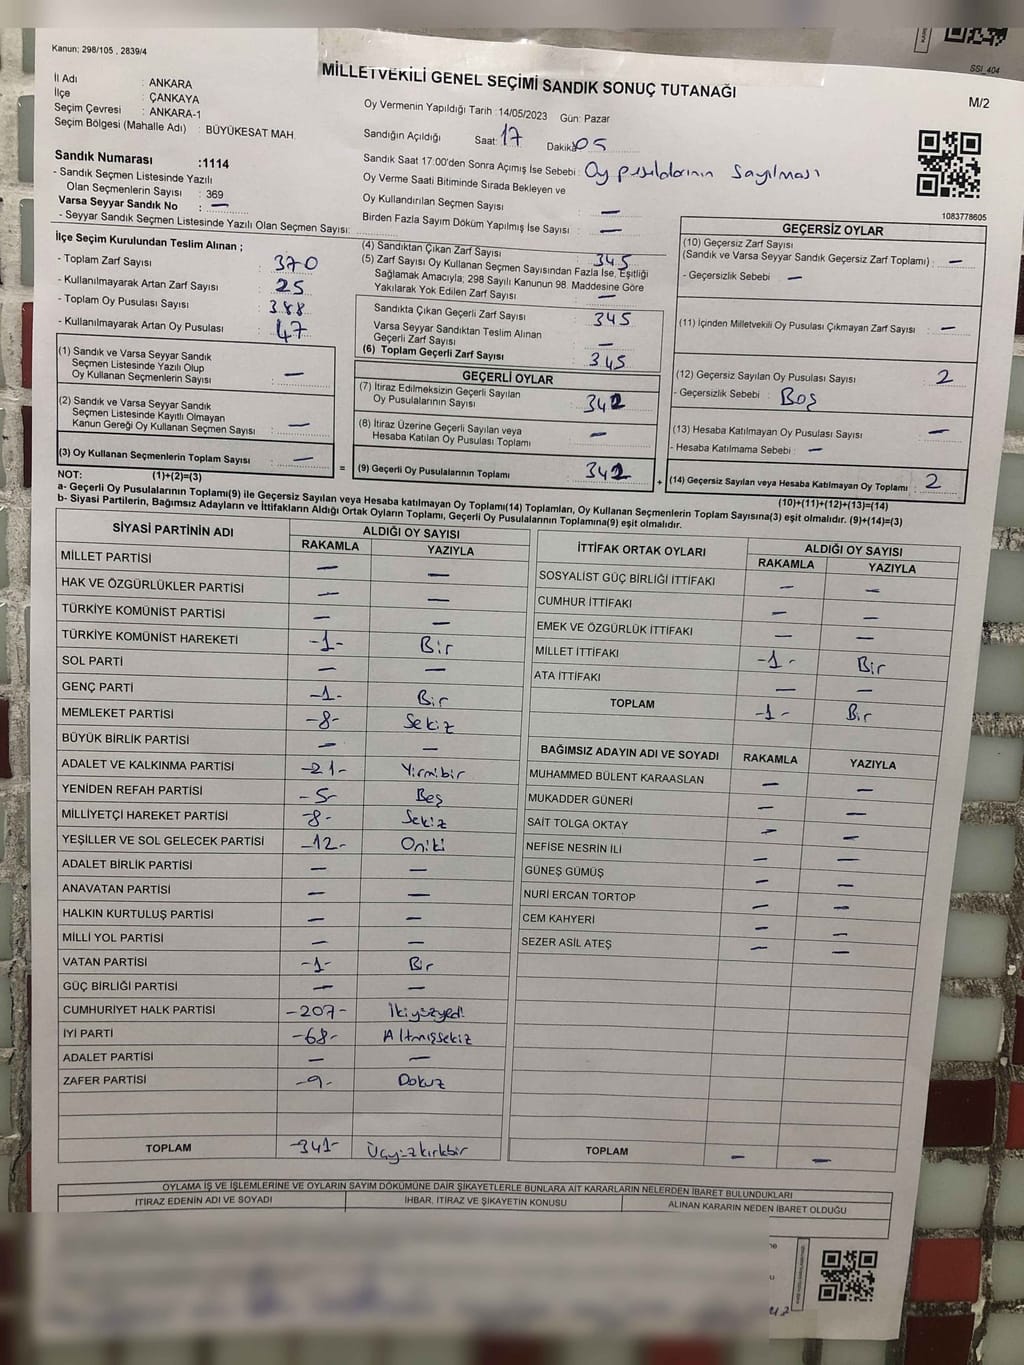 SSİ_404
Kanun; 298/105 , 2839/4
MİLLETVEKİLİ GENEL SEÇİMİ SANDIK SONUÇ TUTANAĞI
M/2
İl Adı : ANKARA
İlçe : ÇANKAYA
Seçim Çevresi : ANKARA-1
Seçim Bölgesi (Mahalle Adı) : BÜYÜKESAT MAH.
Oy Vermenin Yapıldığı Tarih : 14/05/2023 Gün: Pazar
Sandığın Açıldığı Saat: 17 Dakika: 05
Sandık Saat 17:00'den Sonra Açımış İse Sebebi : Oy pusulalarının sayılması
Oy Verme Saati Bitiminde Sırada Bekleyen ve
Oy Kullandırılan Seçmen Sayısı : —
Birden Fazla Sayım Döküm Yapılmış İse Sayısı : —
1083778605
Sandık Numarası :1114
- Sandık Seçmen Listesinde Yazılı
Olan Seçmenlerin Sayısı : 369
Varsa Seyyar Sandık No : —
- Seyyar Sandık Seçmen Listesinde Yazılı Olan Seçmen Sayısı:
İlçe Seçim Kurulundan Teslim Alınan ;
- Toplam Zarf Sayısı : 370
- Kullanılmayarak Artan Zarf Sayısı : 25
- Toplam Oy Pusulası Sayısı : 388
- Kullanılmayarak Artan Oy Pusulası : 47
(1) Sandık ve Varsa Seyyar Sandık
Seçmen Listesinde Yazılı Olup
Oy Kullanan Seçmenlerin Sayısı : —
(2) Sandık ve Varsa Seyyar Sandık
Seçmen Listesinde Kayıtlı Olmayan
Kanun Gereği Oy Kullanan Seçmen Sayısı : —
(3) Oy Kullanan Seçmenlerin Toplam Sayısı : —
(4) Sandıktan Çıkan Zarf Sayısı : 345
(5) Zarf Sayısı Oy Kullanan Seçmen Sayısından Fazla İse, Eşitliği
Sağlamak Amacıyla; 298 Sayılı Kanunun 98. Maddesine Göre
Yakılarak Yok Edilen Zarf Sayısı : —
Sandıkta Çıkan Geçerli Zarf Sayısı : 345
Varsa Seyyar Sandıktan Teslim Alınan
Geçerli Zarf Sayısı : —
(6) Toplam Geçerli Zarf Sayısı : 345
GEÇERLİ OYLAR
(7) İtiraz Edilmeksizin Geçerli Sayılan
Oy Pusulalarının Sayısı : 342
(8) İtiraz Üzerine Geçerli Sayılan veya
Hesaba Katılan Oy Pusulası Toplamı : —
= (9) Geçerli Oy Pusulalarının Toplamı : 342
GEÇERSİZ OYLAR
(10) Geçersiz Zarf Sayısı
(Sandık ve Varsa Seyyar Sandık Geçersiz Zarf Toplamı) : —
- Geçersizlik Sebebi : —
(11) İçinden Milletvekili Oy Pusulası Çıkmayan Zarf Sayısı : —
(12) Geçersiz Sayılan Oy Pusulası Sayısı : 2
- Geçersizlik Sebebi : Boş
(13) Hesaba Katılmayan Oy Pusulası Sayısı : —
- Hesaba Katılmama Sebebi : —
+ (14) Geçersiz Sayılan veya Hesaba Katılmayan Oy Toplamı : 2
NOT: (1)+(2)=(3)
(10)+(11)+(12)+(13)=(14)
a- Geçerli Oy Pusulalarının Toplamı(9) ile Geçersiz Sayılan veya Hesaba katılmayan Oy Toplamı(14) Toplamları, Oy Kullanan Seçmenlerin Toplam Sayısına(3) eşit olmalıdır. (9)+(14)=(3)
b- Siyasi Partilerin, Bağımsız Adayların ve İttifakların Aldığı Ortak Oyların Toplamı, Geçerli Oy Pusulalarının Toplamına(9) eşit olmalıdır.
SİYASİ PARTİNİN ADI ALDIĞI OY SAYISI
RAKAMLA YAZIYLA
MİLLET PARTİSİ — —
HAK VE ÖZGÜRLÜKLER PARTİSİ — —
TÜRKİYE KOMÜNİST PARTİSİ — —
TÜRKİYE KOMÜNİST HAREKETİ -1- Bir
SOL PARTİ — —
GENÇ PARTİ -1- Bir
MEMLEKET PARTİSİ -8- Sekiz
BÜYÜK BİRLİK PARTİSİ — —
ADALET VE KALKINMA PARTİSİ -21- Yirmibir
YENİDEN REFAH PARTİSİ -5- Beş
MİLLİYETÇİ HAREKET PARTİSİ -8- Sekiz
YEŞİLLER VE SOL GELECEK PARTİSİ -12- Oniki
ADALET BİRLİK PARTİSİ — —
ANAVATAN PARTİSİ — —
HALKIN KURTULUŞ PARTİSİ — —
MİLLİ YOL PARTİSİ — —
VATAN PARTİSİ -1- Bir
GÜÇ BİRLİĞİ PARTİSİ — —
CUMHURİYET HALK PARTİSİ -207- İkiyüzyedi
İYİ PARTİ -68- Altmışsekiz
ADALET PARTİSİ — —
ZAFER PARTİSİ -9- Dokuz
TOPLAM -341- Üçyüzkırkbir
İTTİFAK ORTAK OYLARI ALDIĞI OY SAYISI
RAKAMLA YAZIYLA
SOSYALİST GÜÇ BİRLİĞİ İTTİFAKI — —
CUMHUR İTTİFAKI — —
EMEK VE ÖZGÜRLÜK İTTİFAKI — —
MİLLET İTTİFAKI -1- Bir
ATA İTTİFAKI — —
TOPLAM -1- Bir
BAĞIMSIZ ADAYIN ADI VE SOYADI RAKAMLA YAZIYLA
MUHAMMED BÜLENT KARAASLAN — —
MUKADDER GÜNERİ — —
SAİT TOLGA OKTAY — —
NEFİSE NESRİN İLİ — —
GÜNEŞ GÜMÜŞ — —
NURİ ERCAN TORTOP — —
CEM KAHYERİ — —
SEZER ASİL ATEŞ — —
TOPLAM — —
OYLAMA İŞ VE İŞLEMLERİNE VE OYLARIN SAYIM DÖKÜMÜNE DAİR ŞİKAYETLERLE BUNLARA AİT KARARLARIN NELERDEN İBARET BULUNDUKLARI
İTİRAZ EDENİN ADI VE SOYADI İHBAR, İTİRAZ VE ŞİKAYETİN KONUSU ALINAN KARARIN NEDEN İBARET OLDUĞU